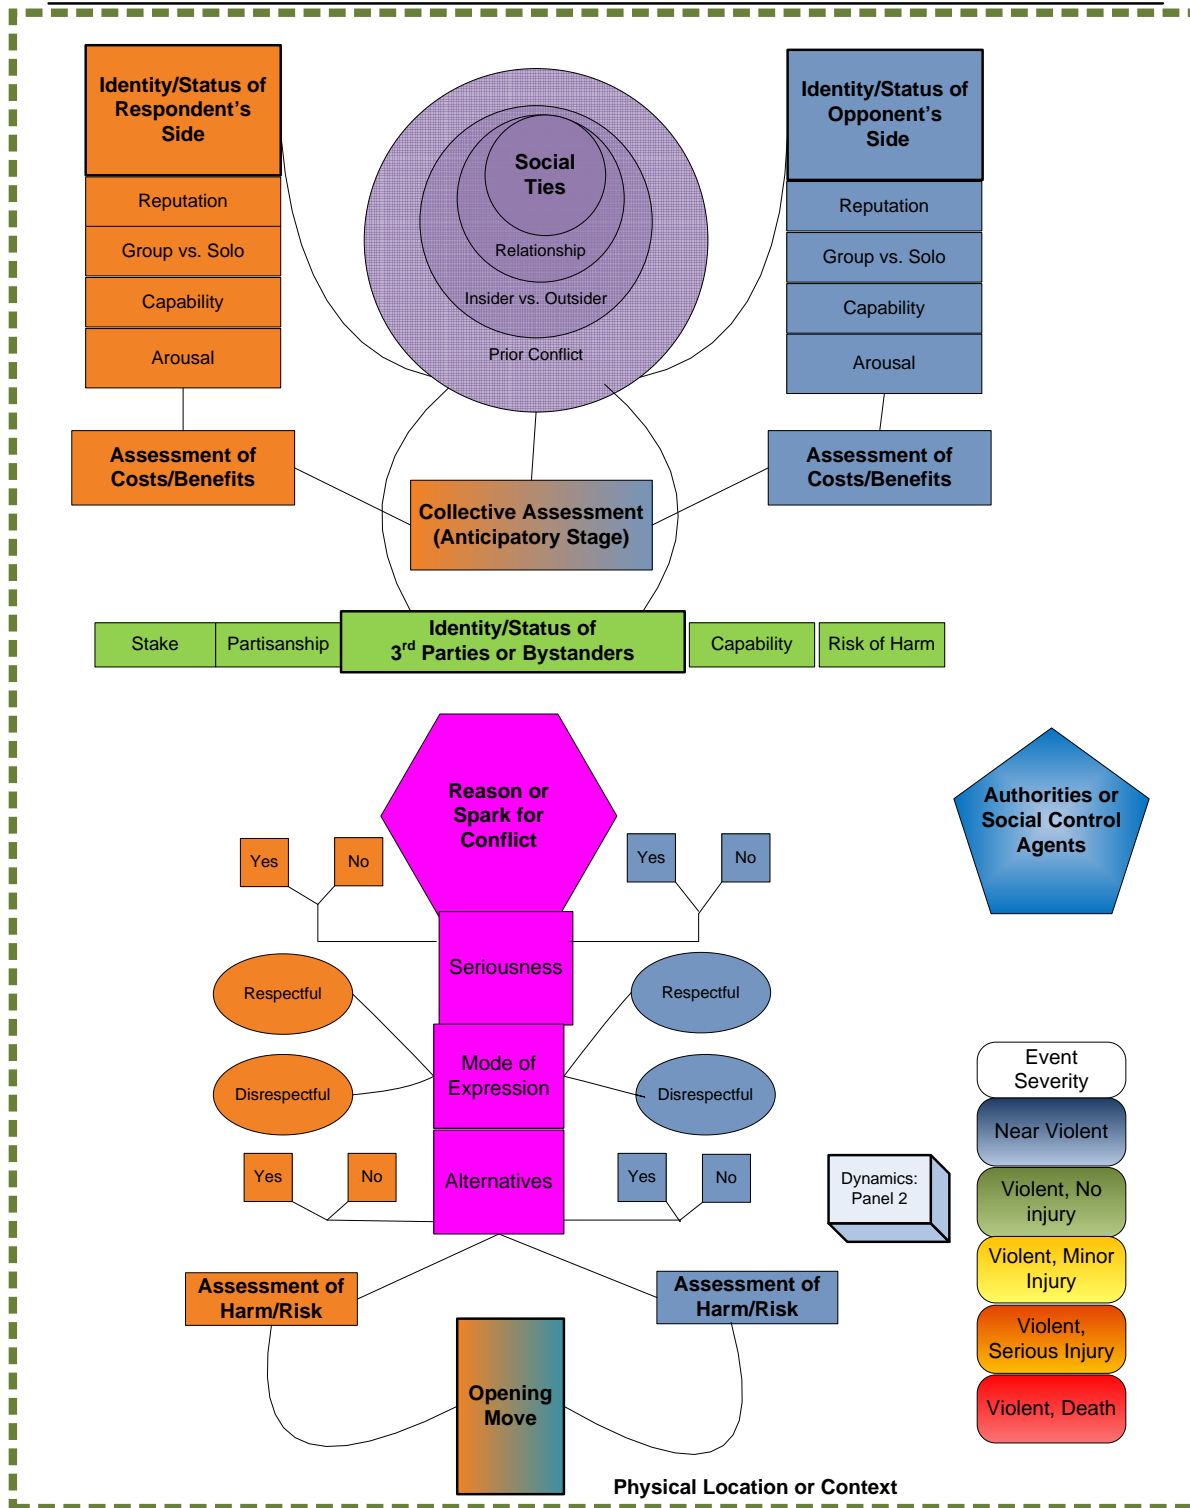 Identity/Status of
Respondent's
Side
Reputation
Group vs. Solo
Capability
Arousal
Assessment of
Costs/Benefits
Social
Ties
Relationship
Insider vs. Outsider
Prior Conflict
Identity/Status of
Opponent's
Side
Reputation
Group vs. Solo
Capability
Arousal
Assessment of
Costs/Benefits
Collective Assessment
(Anticipatory Stage)
Stake
Partisanship
Identity/Status of
3rd Parties or Bystanders
Capability
Risk of Harm
Reason or
Spark for
Conflict
Authorities or
Social Control
Agents
Yes
No
Yes
No
Seriousness
Respectful
Respectful
Mode of
Expression
Disrespectful
Disrespectful
Yes
No
Alternatives
Yes
No
Dynamics:
Panel 2
Event
Severity
Near Violent
Violent, No
injury
Violent, Minor
Injury
Violent,
Serious Injury
Violent, Death
Assessment of
Harm/Risk
Assessment of
Harm/Risk
Opening
Move
Physical Location or Context